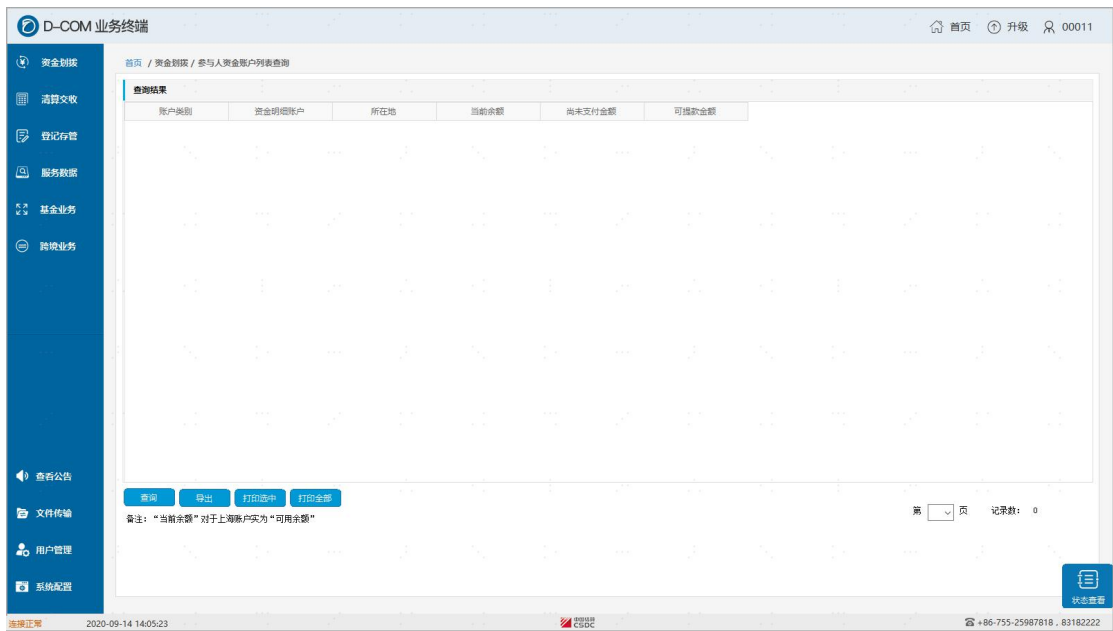 D-COM 业务终端
首页 升级 00011
资金划拨
清算交收
登记存管
服务数据
基金业务
跨境业务
查看公告
文件传输
用户管理
系统配置
首页 / 资金划拨 / 参与人资金账户列表查询
查询结果
账户类别 资金明细账户 所在地 当前余额 尚未支付金额 可提款金额
查询 导出 打印选中 打印全部
备注：“当前余额”对于上海账户实为“可用余额”
第 页 记录数： 0
状态查看
连接正常 2020-09-14 14:05:23
中国结算
CSDC
+86-755-25987818 , 83182222